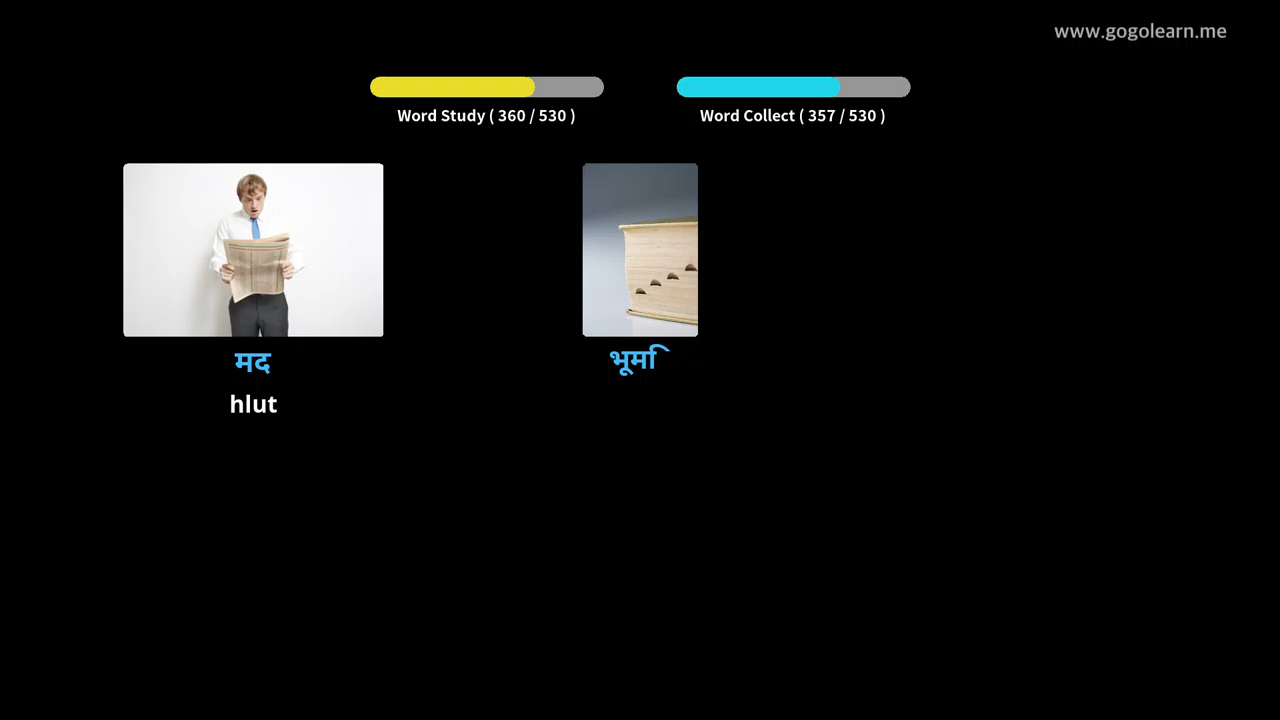 www.gogolearn.me
Word Study ( 360 / 530 )
Word Collect ( 357 / 530 )
मद
hlut
भूमि